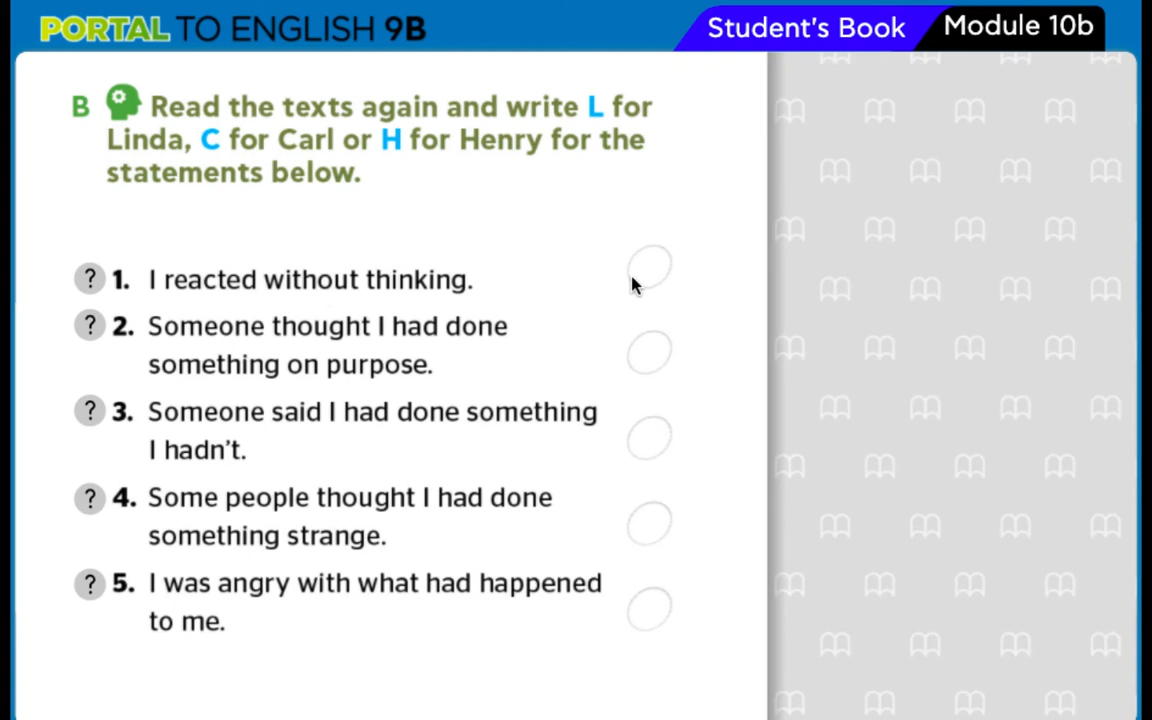 PORTAL TO ENGLISH 9B
Student's Book
Module 10b
B Read the texts again and write L for
Linda, C for Carl or H for Henry for the
statements below.
? 1. I reacted without thinking.
? 2. Someone thought I had done
something on purpose.
? 3. Someone said I had done something
I hadn't.
? 4. Some people thought I had done
something strange.
? 5. I was angry with what had happened
to me.